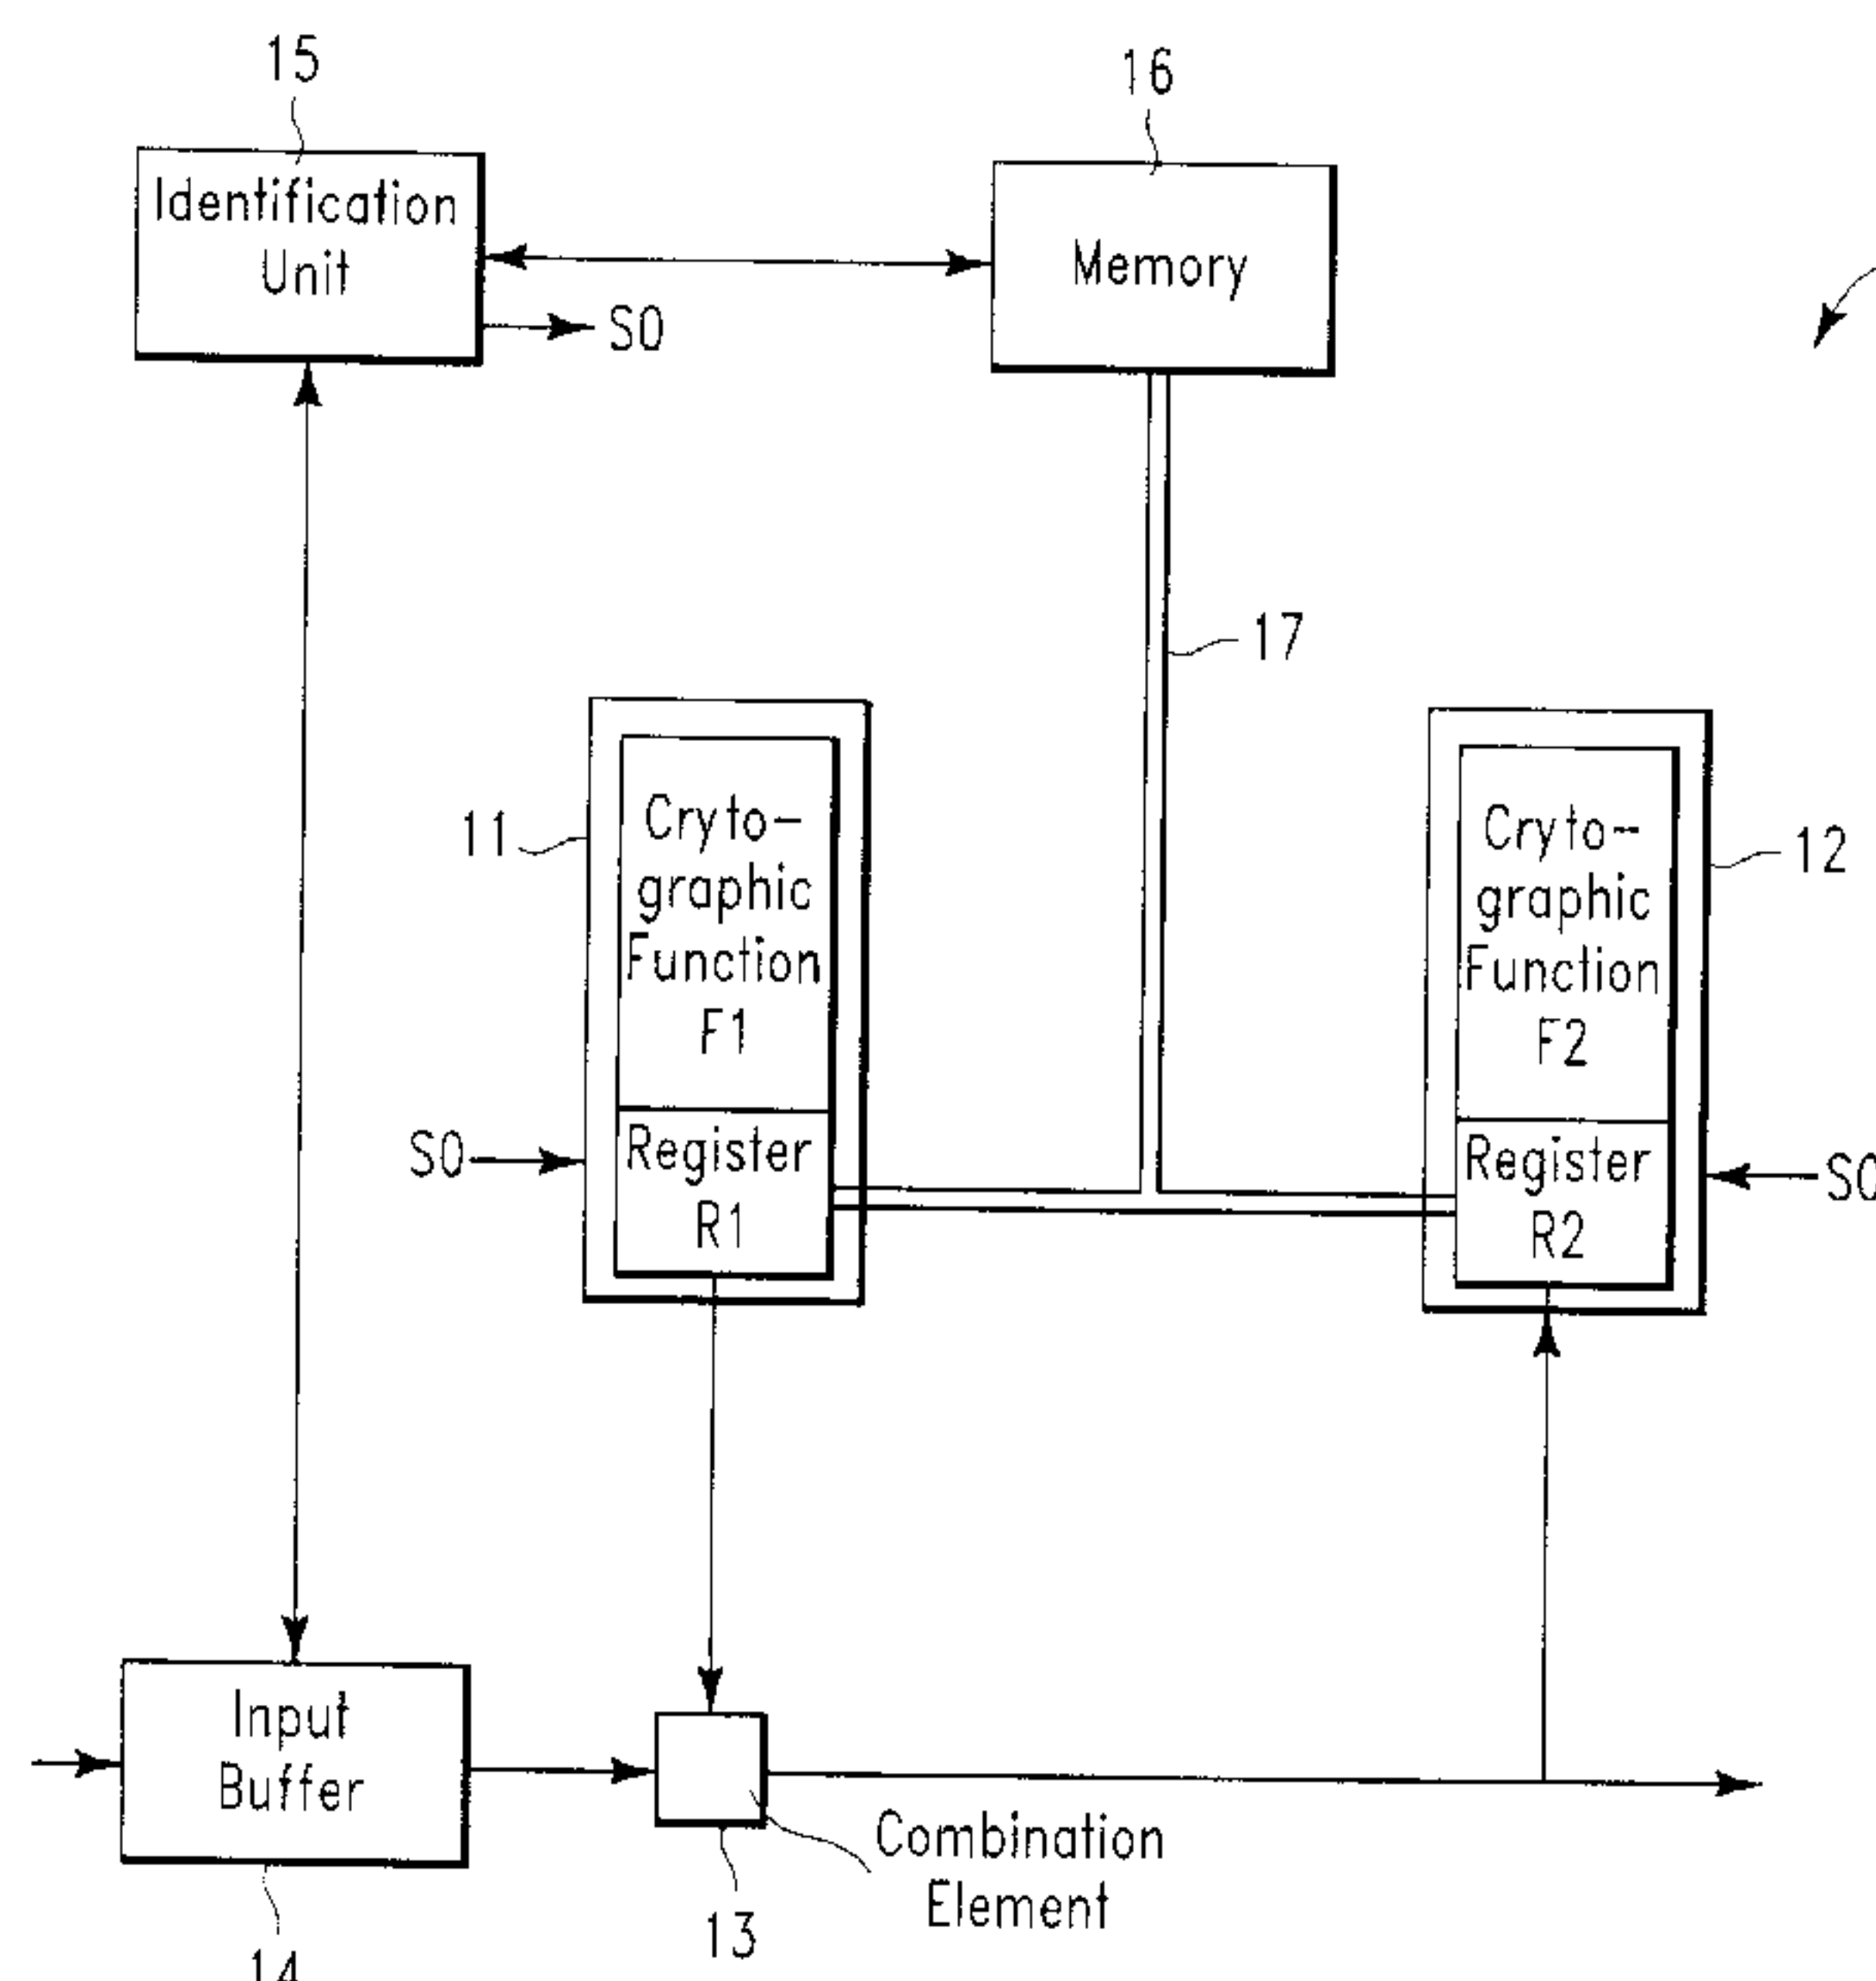 15
16
Identification
Unit
Memory
S0
17
11
Cryto-
graphic
Function
F1
Cryto-
graphic
Function
F2
12
S0
Register
R1
Register
R2
S0
Input
Buffer
Combination
Element
13
14